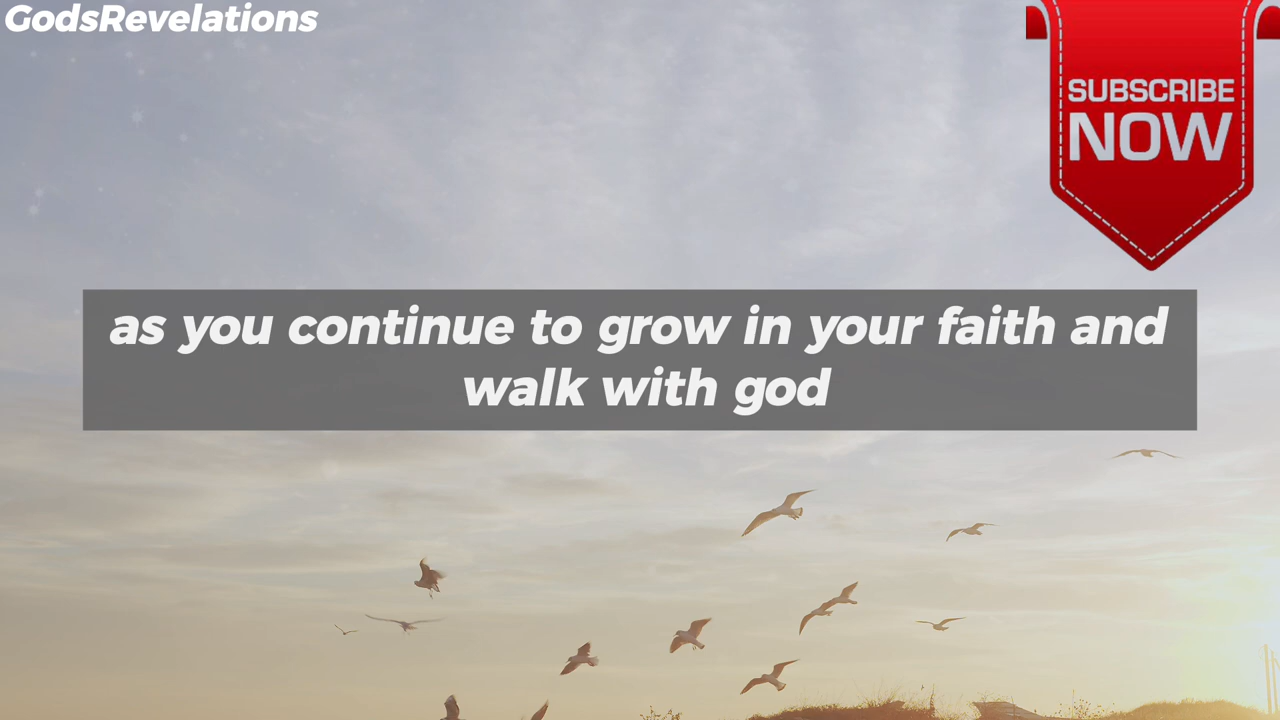 GodsRevelations
SUBSCRIBE
NOW
as you continue to grow in your faith and
walk with god